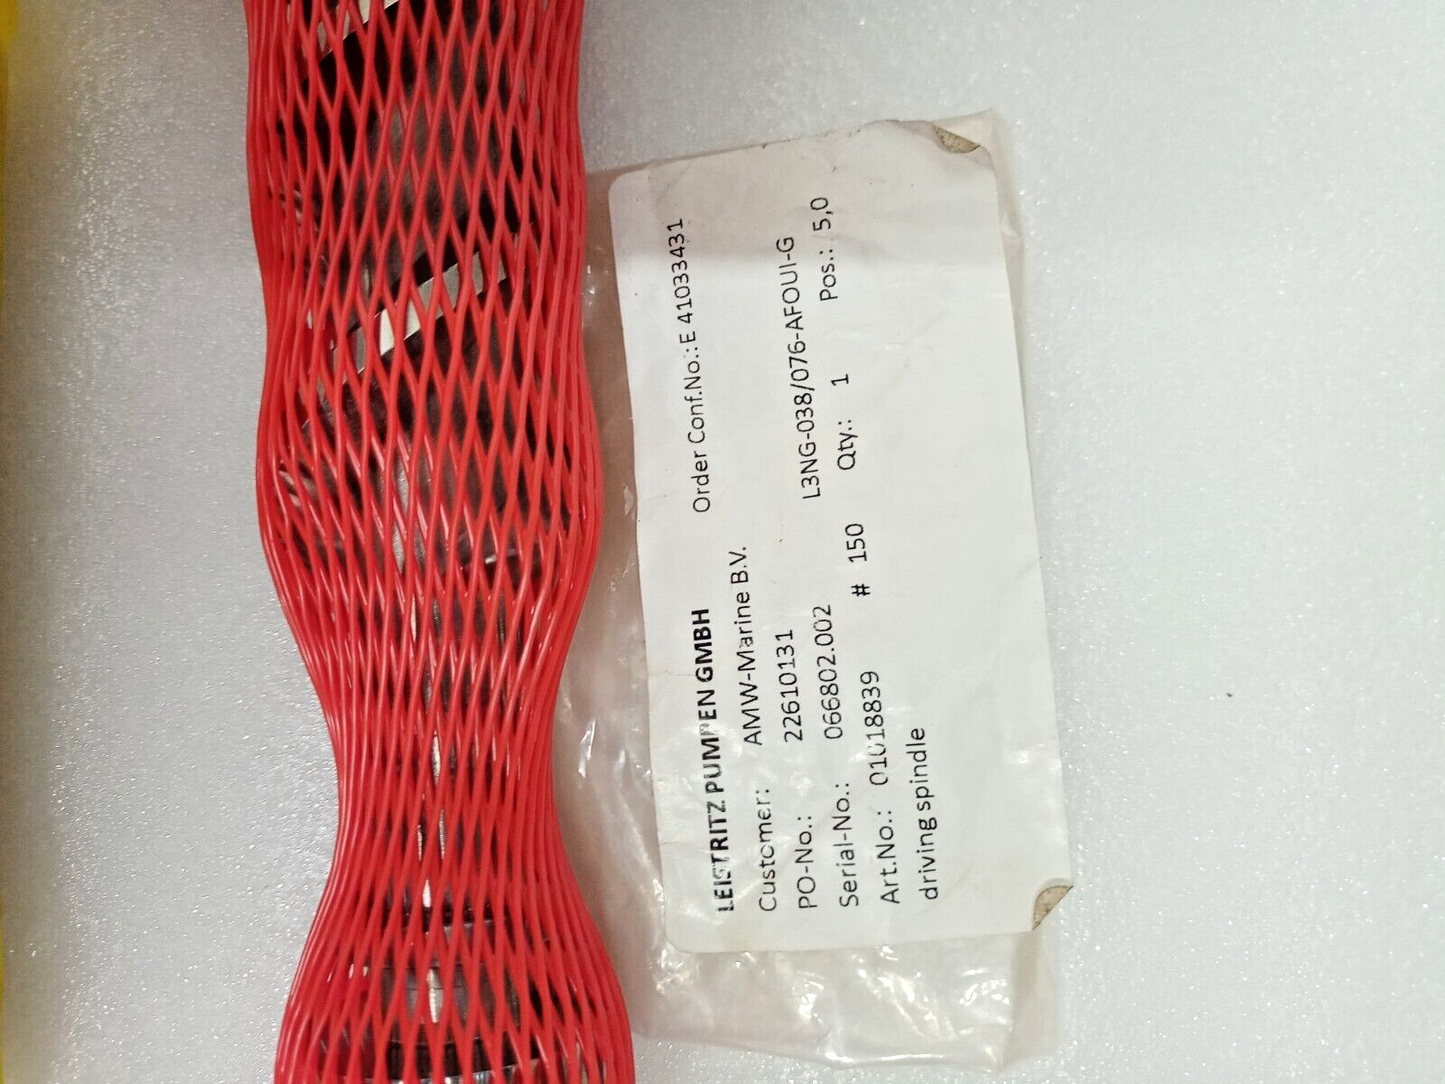 LEISTRITZ PUMPEN GMBH Order Conf.No.:E 41033431
Customer: AMW-Marine B.V.
PO-No.: 22610131 L3NG-038/076-AFOUI-G
Serial-No.: 066802.002 Qty.: 1 Pos.: 5,0
Art.No.: 01018839 # 150
driving spindle